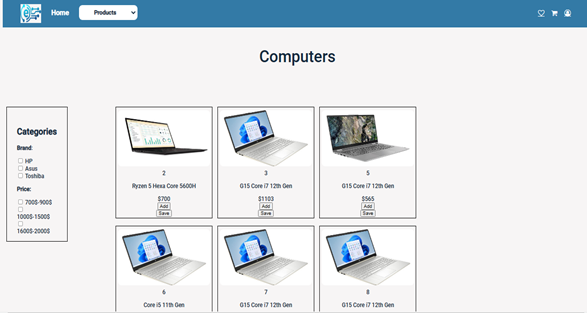 Home
Products
Computers
Categories
Brand:
HP
Asus
Toshiba
Price:
700$-900$
1000$-1500$
1600$-2000$
2
Ryzen 5 Hexa Core 5600H
$700
Add
Save
3
G15 Core i7 12th Gen
$1103
Add
Save
5
G15 Core i7 12th Gen
$565
Add
Save
6
Core i5 11th Gen
7
G15 Core i7 12th Gen
8
G15 Core i7 12th Gen